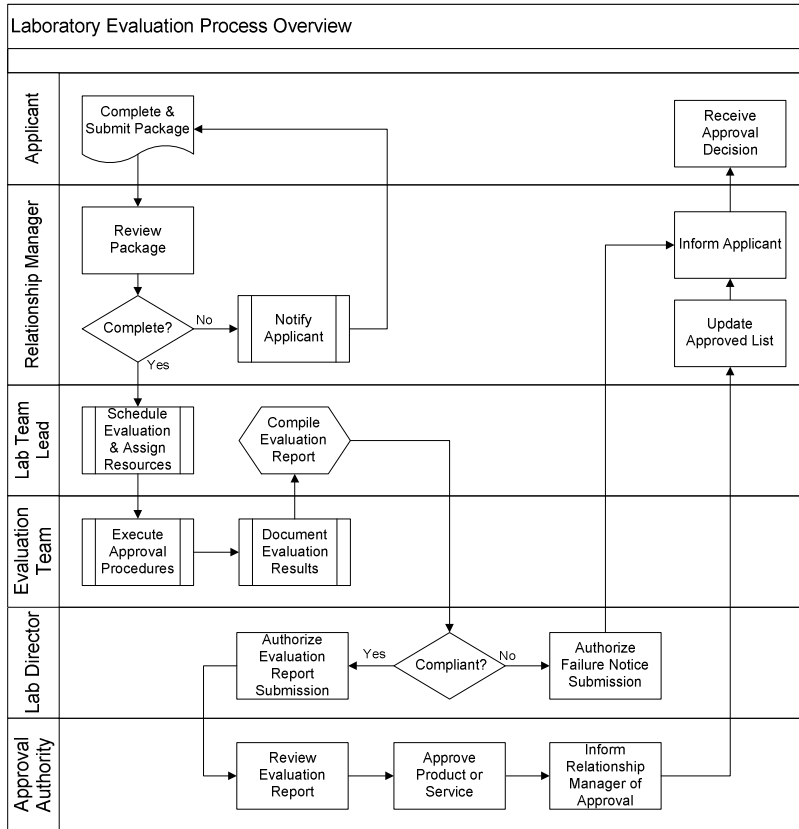 Laboratory Evaluation Process Overview
Applicant
Complete &
Submit Package
Receive
Approval
Decision
Relationship Manager
Review
Package
Inform Applicant
Complete?
No
Notify
Applicant
Update
Approved List
Yes
Lab Team
Lead
Schedule
Evaluation
& Assign
Resources
Compile
Evaluation
Report
Evaluation
Team
Execute
Approval
Procedures
Document
Evaluation
Results
Lab Director
Authorize
Evaluation
Report
Submission
Yes
Compliant?
No
Authorize
Failure Notice
Submission
Approval
Authority
Review
Evaluation
Report
Approve
Product or
Service
Inform
Relationship
Manager of
Approval